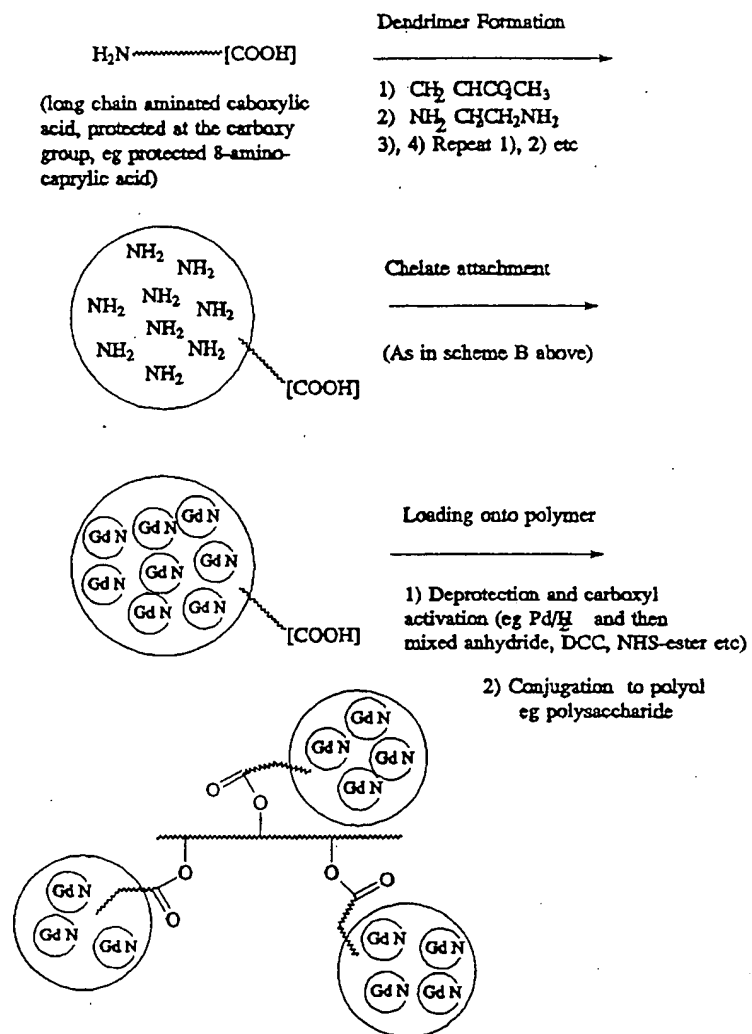 Dendrimer Formation
H₂N [COOH]
(long chain aminated caboxylic
acid, protected at the carboxy
group, eg protected 8-amino-
caprylic acid)
1) CH₂ CHCO₂CH₃
2) NH₂ CH₂CH₂NH₂
3), 4) Repeat 1), 2) etc
NH₂
NH₂
NH₂ NH₂ NH₂
NH₂
NH₂ NH₂
NH₂
[COOH]
Chelate attachment
(As in scheme B above)
Gd N Gd N Gd N
Gd N Gd N Gd N
Gd N Gd N
[COOH]
Loading onto polymer
1) Deprotection and carboxyl
activation (eg Pd/H₂ and then
mixed anhydride, DCC, NHS-ester etc)
2) Conjugation to polyol
eg polysaccharide
Gd N
Gd N Gd N
Gd N
O
O
O O
O O
Gd N
Gd N
Gd N
Gd N Gd N
Gd N Gd N